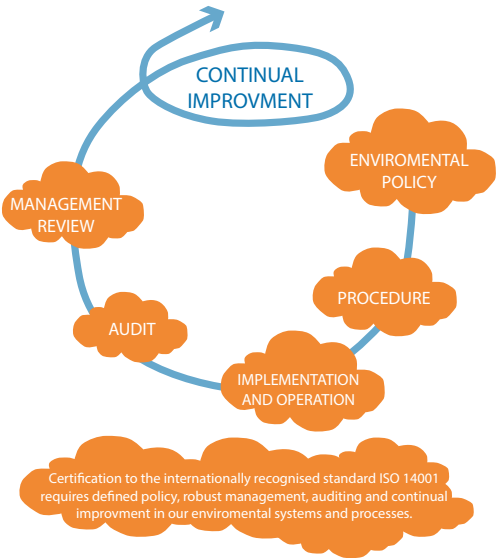 CONTINUAL
IMPROVMENT
ENVIROMENTAL
POLICY
MANAGEMENT
REVIEW
PROCEDURE
AUDIT
IMPLEMENTATION
AND OPERATION
Certification to the internationally recognised standard ISO 14001
requires defined policy, robust management, auditing and continual
improvment in our enviromental systems and processes.